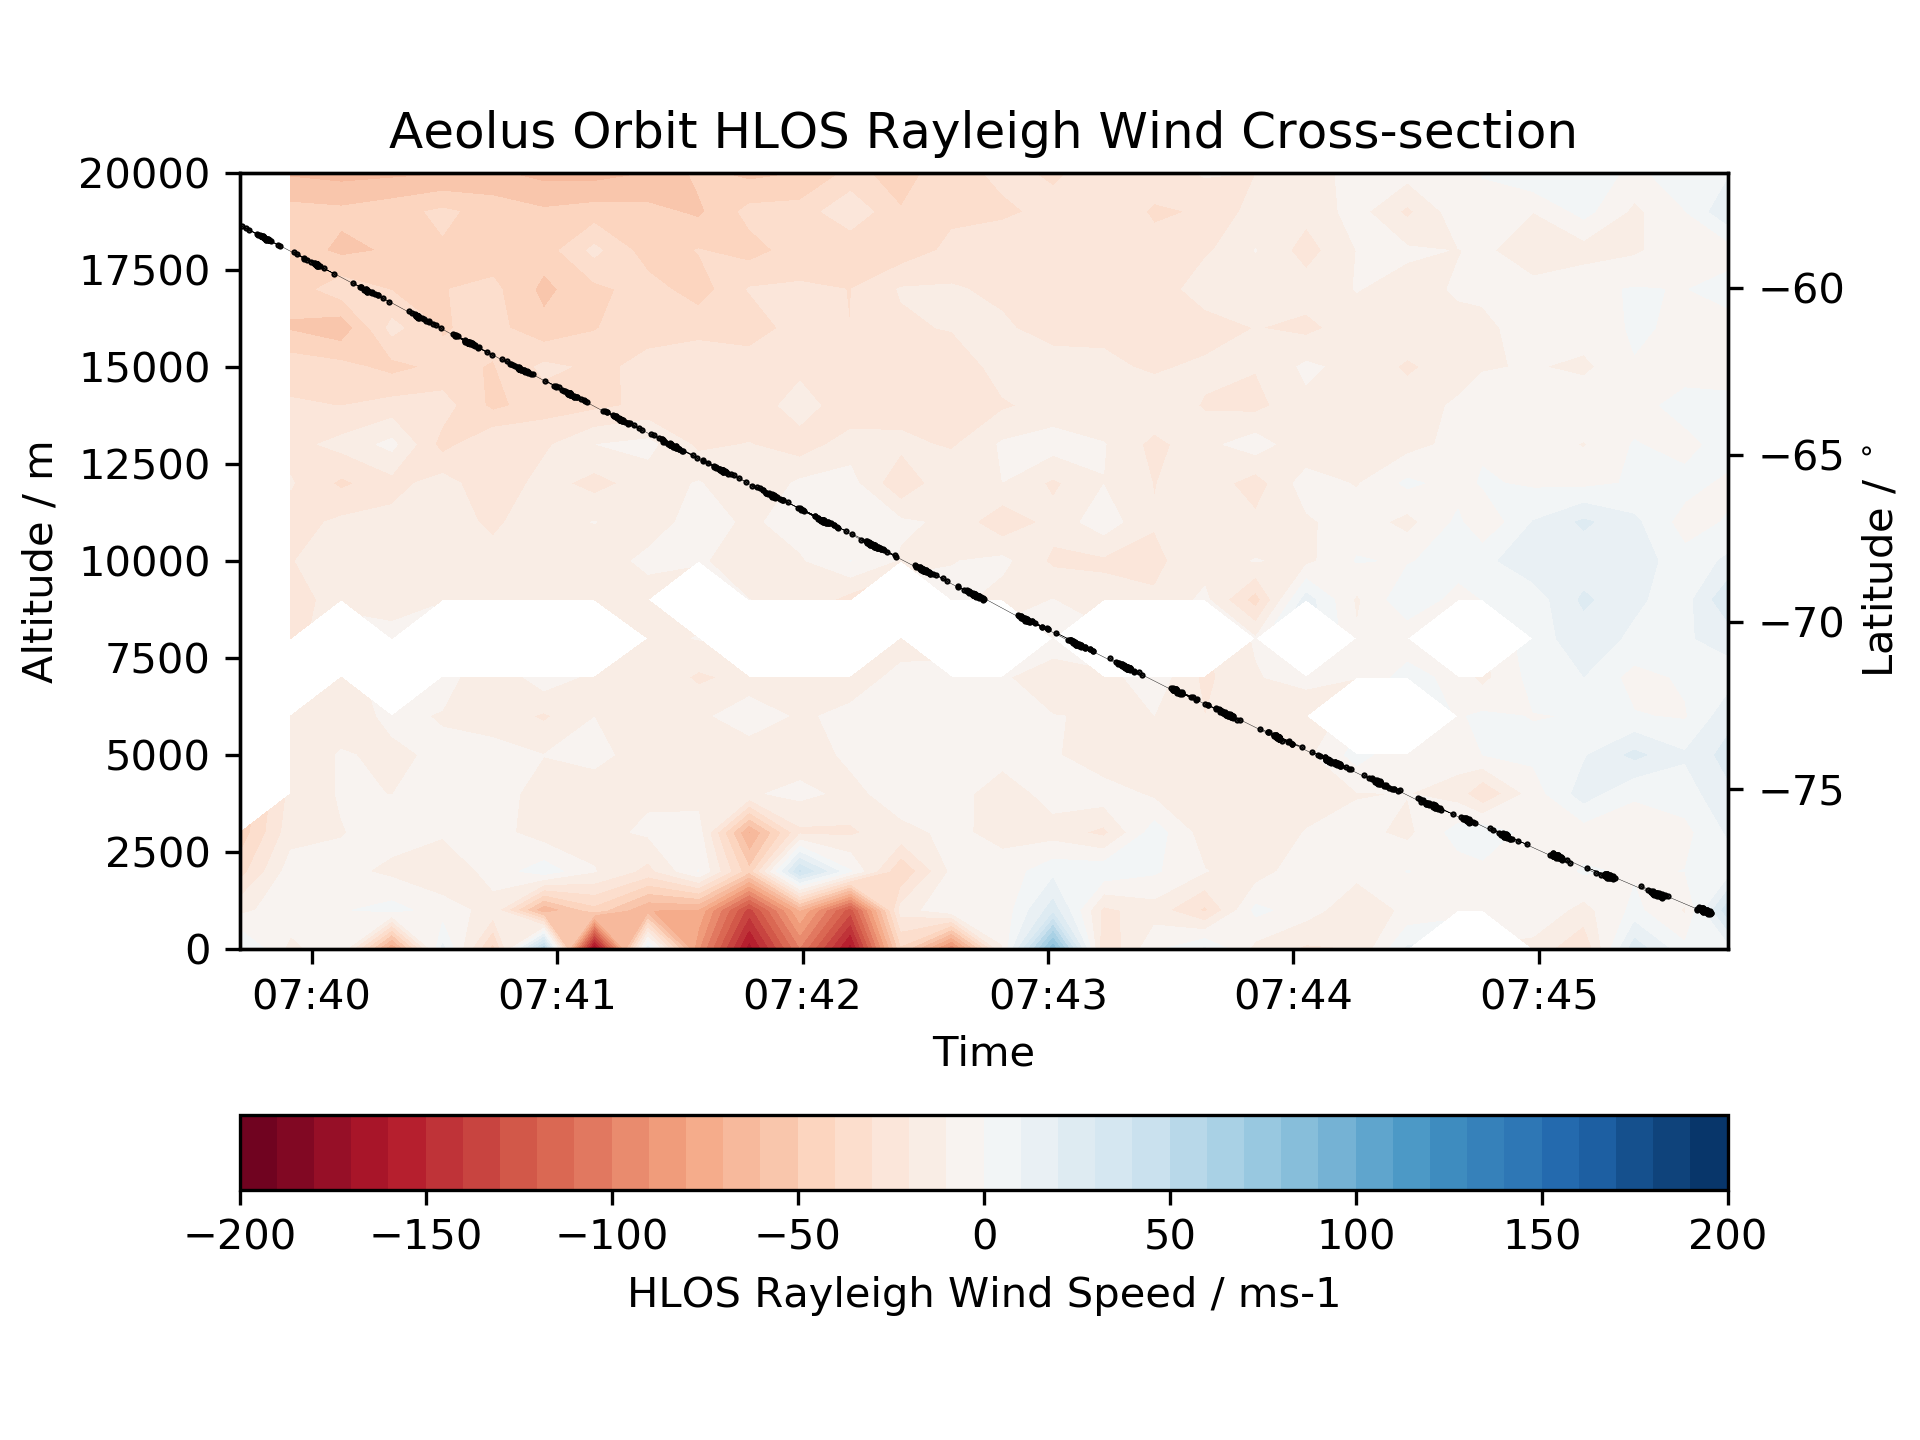 Aeolus Orbit HLOS Rayleigh Wind Cross-section
20000
17500
15000
12500
10000
7500
5000
2500
0
Altitude / m
−60
−65
−70
−75
Latitude / °
07:40 07:41 07:42 07:43 07:44 07:45
Time
−200 −150 −100 −50 0 50 100 150 200
HLOS Rayleigh Wind Speed / ms-1